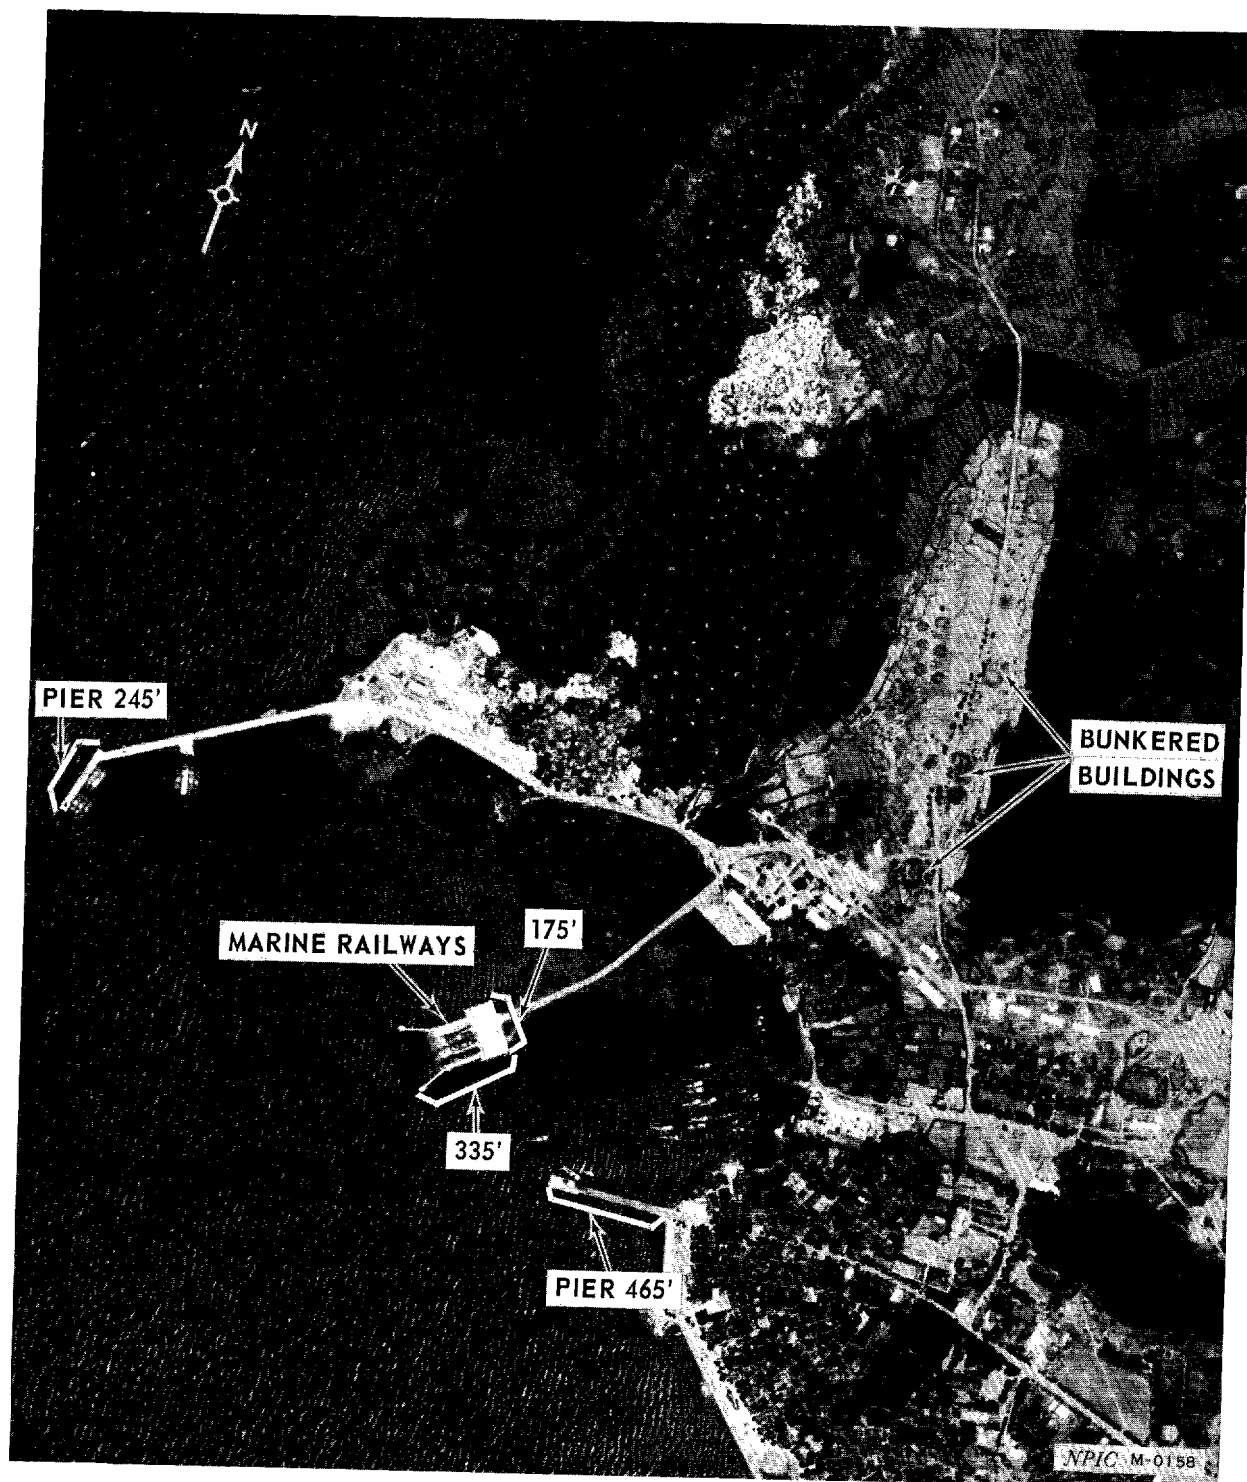 N
PIER 245'
BUNKERED
BUILDINGS
175'
MARINE RAILWAYS
335'
PIER 465'
NPIC M-0158